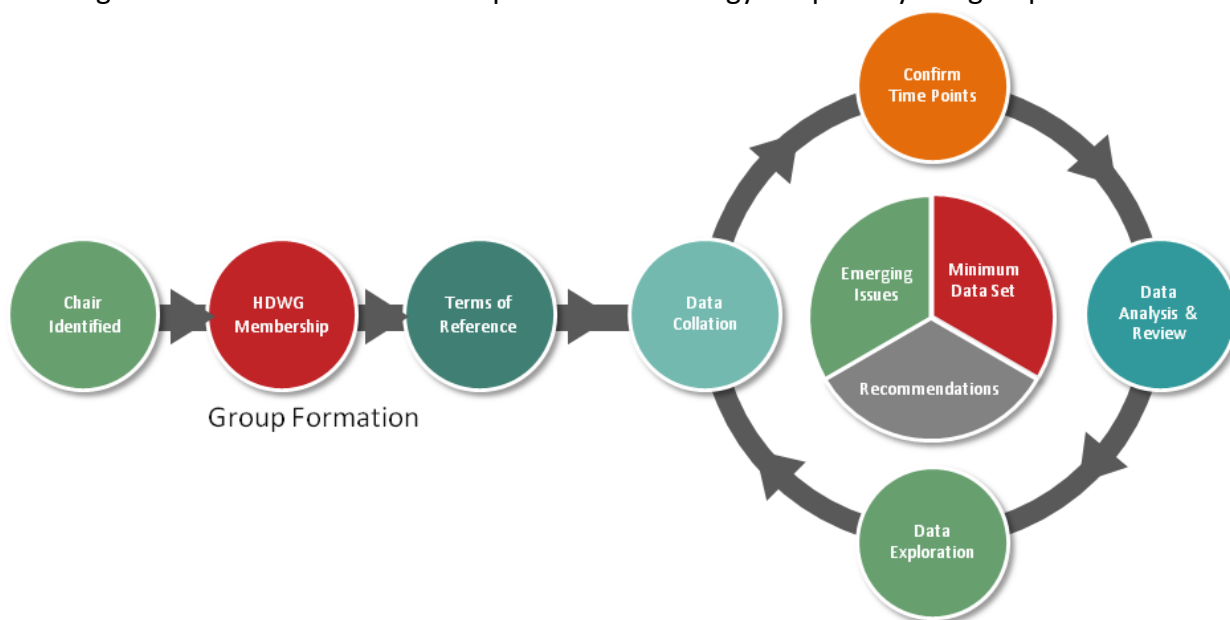 Confirm
Time Points
Chair
Identified
HDWG
Membership
Terms of
Reference
Data
Collation
Emerging
Issues
Minimum
Data Set
Recommendations
Data
Analysis &
Review
Group Formation
Data
Exploration